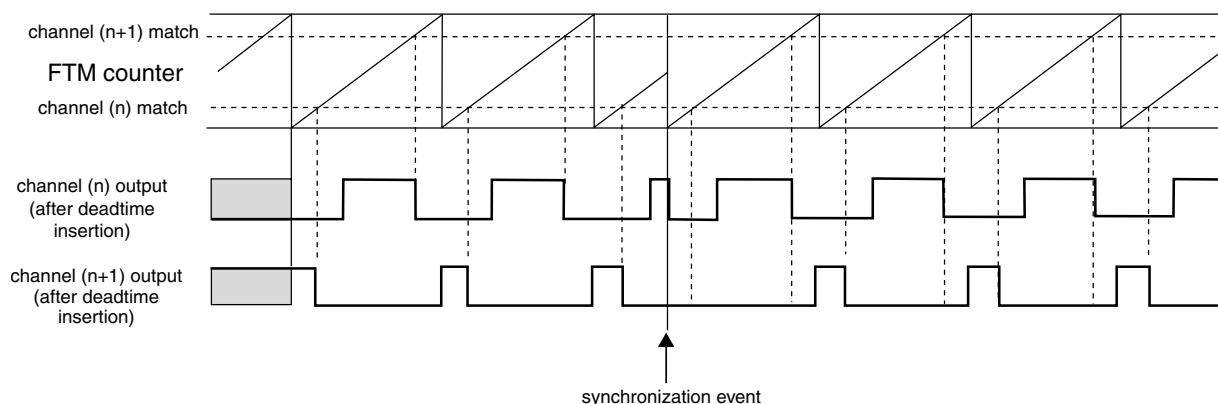 channel (n+1) match
FTM counter
channel (n) match
channel (n) output
(after deadtime
insertion)
channel (n+1) output
(after deadtime
insertion)
synchronization event